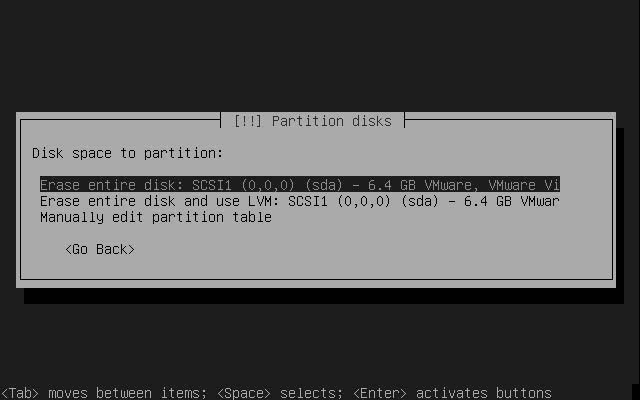 [!!] Partition disks
Disk space to partition:
Erase entire disk: SCSI1 (0,0,0) (sda) - 6.4 GB VMware, VMware Vi
Erase entire disk and use LVM: SCSI1 (0,0,0) (sda) - 6.4 GB VMwar
Manually edit partition table
<Go Back>
<Tab> moves between items; <Space> selects; <Enter> activates buttons